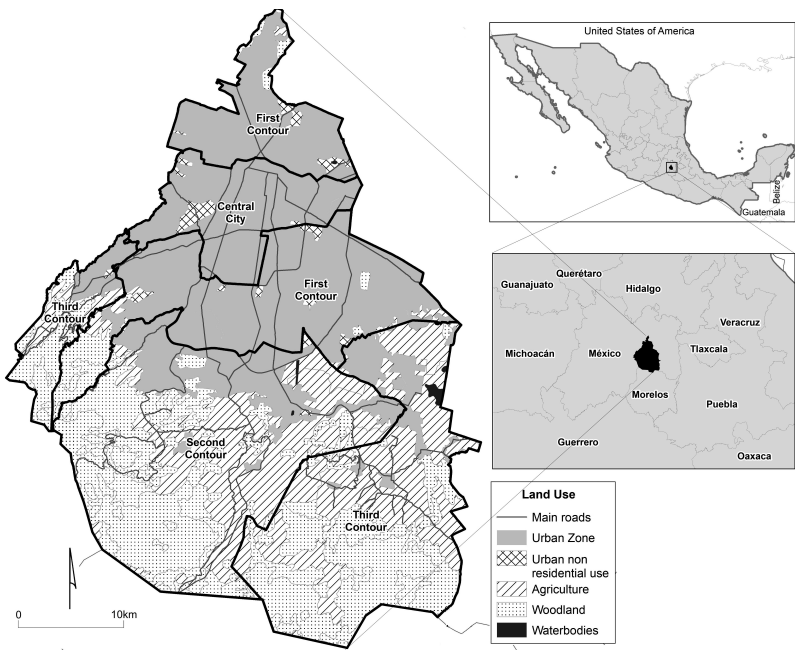 First
Contour
Central
City
First
Contour
Third
Contour
Second
Contour
Third
Contour
0 10km
United States of America
Belize
Guatemala
Querétaro
Guanajuato
Hidalgo
Veracruz
Michoacán
México
Tlaxcala
Morelos
Puebla
Guerrero
Oaxaca
Land Use
Main roads
Urban Zone
Urban non
residential use
Agriculture
Woodland
Waterbodies